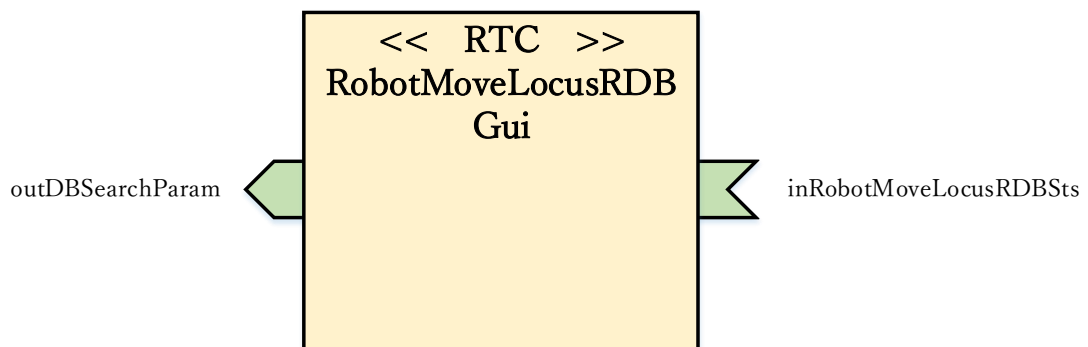 <<　RTC　>>
RobotMoveLocusRDB
Gui
outDBSearchParam
inRobotMoveLocusRDBSts